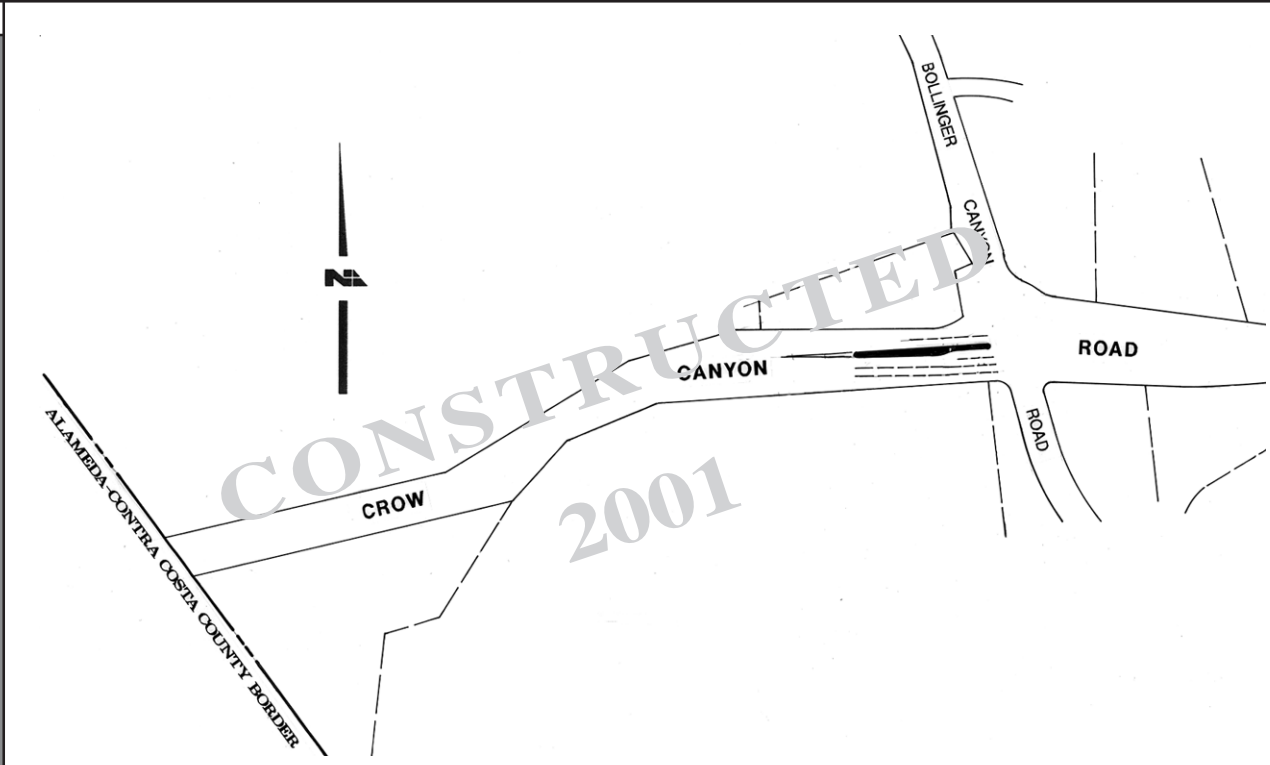 BOLLINGER
CANYON
N
CONSTRUCTED
ROAD
CANYON
ROAD
CROW
2001
ALAMEDA-CONTRA COSTA COUNTY BORDER